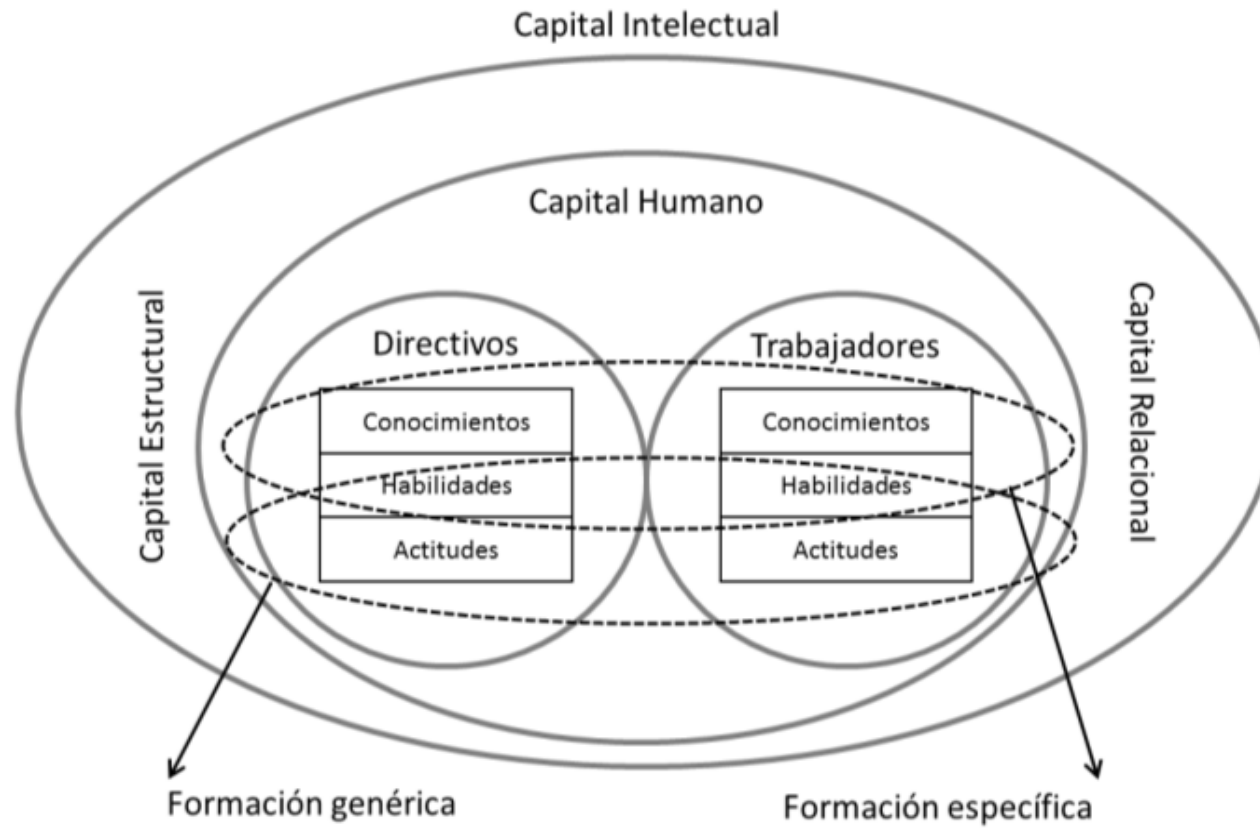 Capital Intelectual
Capital Humano
Capital Estructural
Capital Relacional
Directivos
Trabajadores
Conocimientos
Conocimientos
Habilidades
Habilidades
Actitudes
Actitudes
Formación genérica
Formación específica